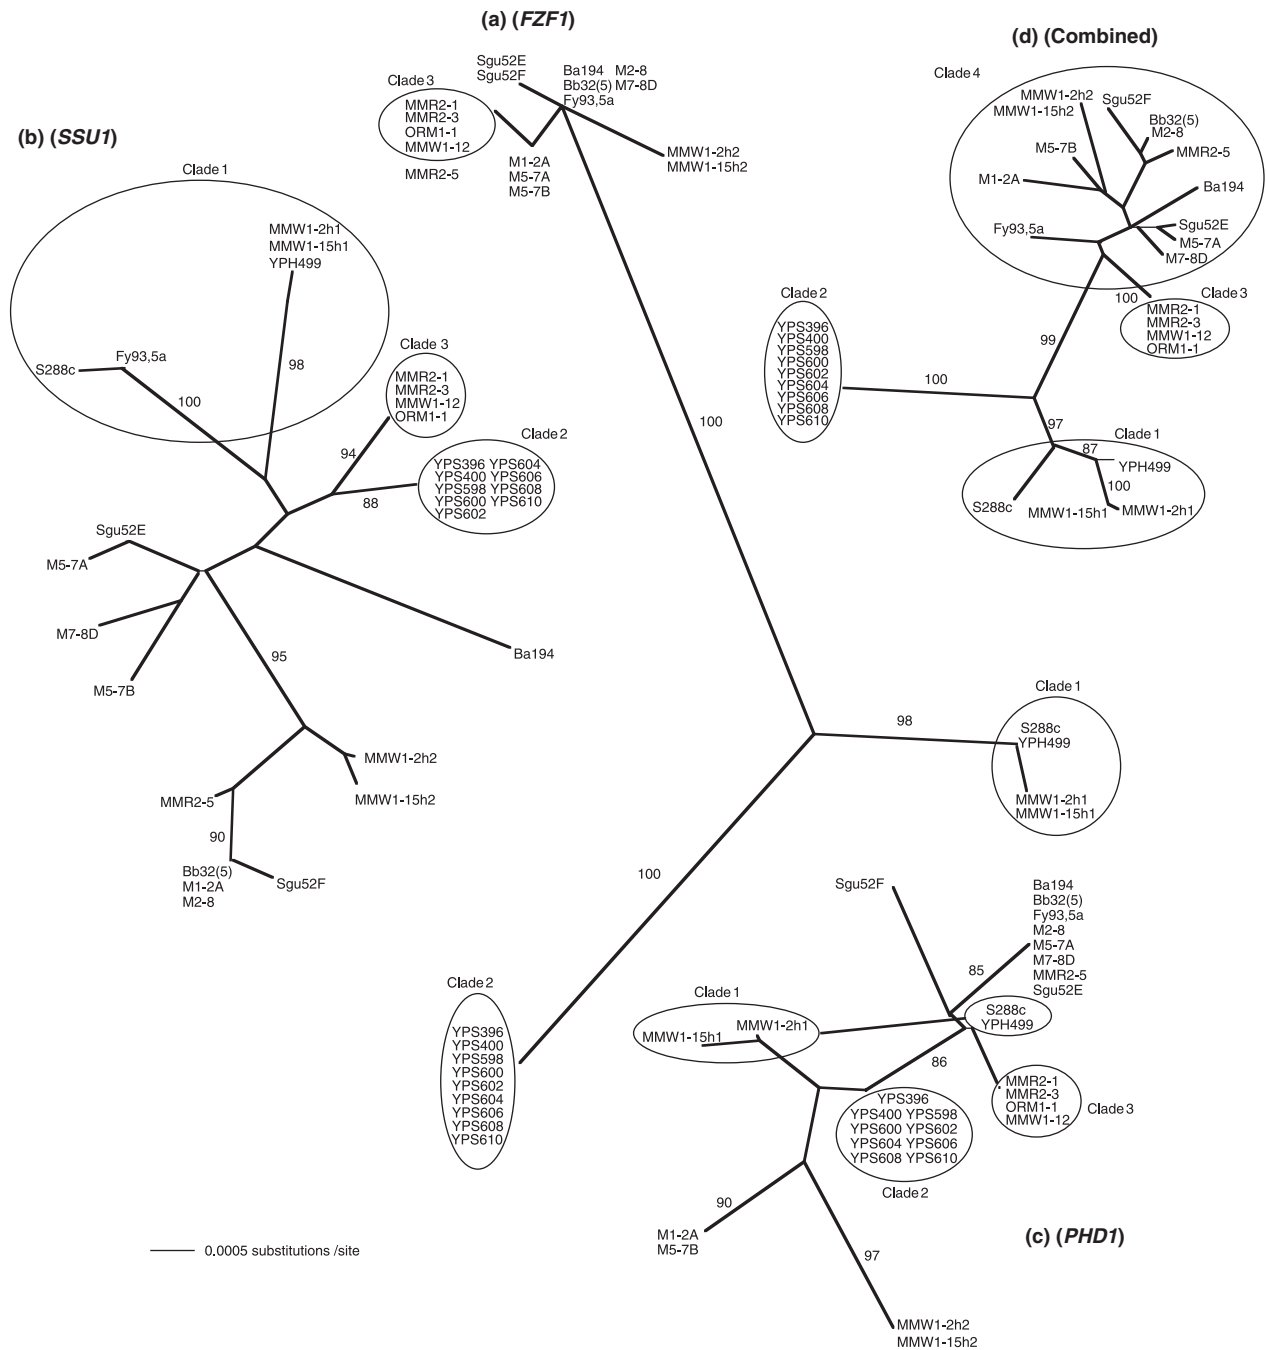 (a) (FZF1)
Sgu52E
Sgu52F
Ba194 M2-8
Bb32(5) M7-8D
Fy93,5a
Clade 3
MMR2-1
MMR2-3
ORM1-1
MMW1-12
MMR2-5
M1-2A
M5-7A
M5-7B
MMW1-2h2
MMW1-15h2
100
98
Clade 1
S288c
YPH499
MMW1-2h1
MMW1-15h1
100
Clade 2
YPS396
YPS400
YPS598
YPS600
YPS602
YPS604
YPS606
YPS608
YPS610
(b) (SSU1)
Clade 1
MMW1-2h1
MMW1-15h1
YPH499
S288c
Fy93,5a
98
100
Clade 3
MMR2-1
MMR2-3
MMW1-12
ORM1-1
94
Clade 2
YPS396 YPS604
YPS400 YPS606
YPS598 YPS608
YPS600 YPS610
YPS602
88
Sgu52E
M5-7A
M7-8D
M5-7B
95
Ba194
MMW1-2h2
MMW1-15h2
MMR2-5
90
Bb32(5)
M1-2A
M2-8
Sgu52F
(d) (Combined)
Clade 4
MMW1-2h2
MMW1-15h2
Sgu52F
Bb32(5)
M2-8
MMR2-5
M5-7B
M1-2A
Ba194
Fy93,5a
Sgu52E
M5-7A
M7-8D
100
Clade 3
MMR2-1
MMR2-3
MMW1-12
ORM1-1
99
Clade 2
YPS396
YPS400
YPS598
YPS600
YPS602
YPS604
YPS606
YPS608
YPS610
100
97
Clade 1
87
YPH499
100
S288c
MMW1-15h1
MMW1-2h1
Sgu52F
Ba194
Bb32(5)
Fy93,5a
M2-8
M5-7A
M7-8D
MMR2-5
Sgu52E
85
Clade 1
MMW1-2h1
MMW1-15h1
S288c
YPH499
86
MMR2-1
MMR2-3
ORM1-1
MMW1-12
Clade 3
YPS396
YPS400 YPS598
YPS600 YPS602
YPS604 YPS606
YPS608 YPS610
Clade 2
90
M1-2A
M5-7B
97
MMW1-2h2
MMW1-15h2
(c) (PHD1)
0.0005 substitutions /site